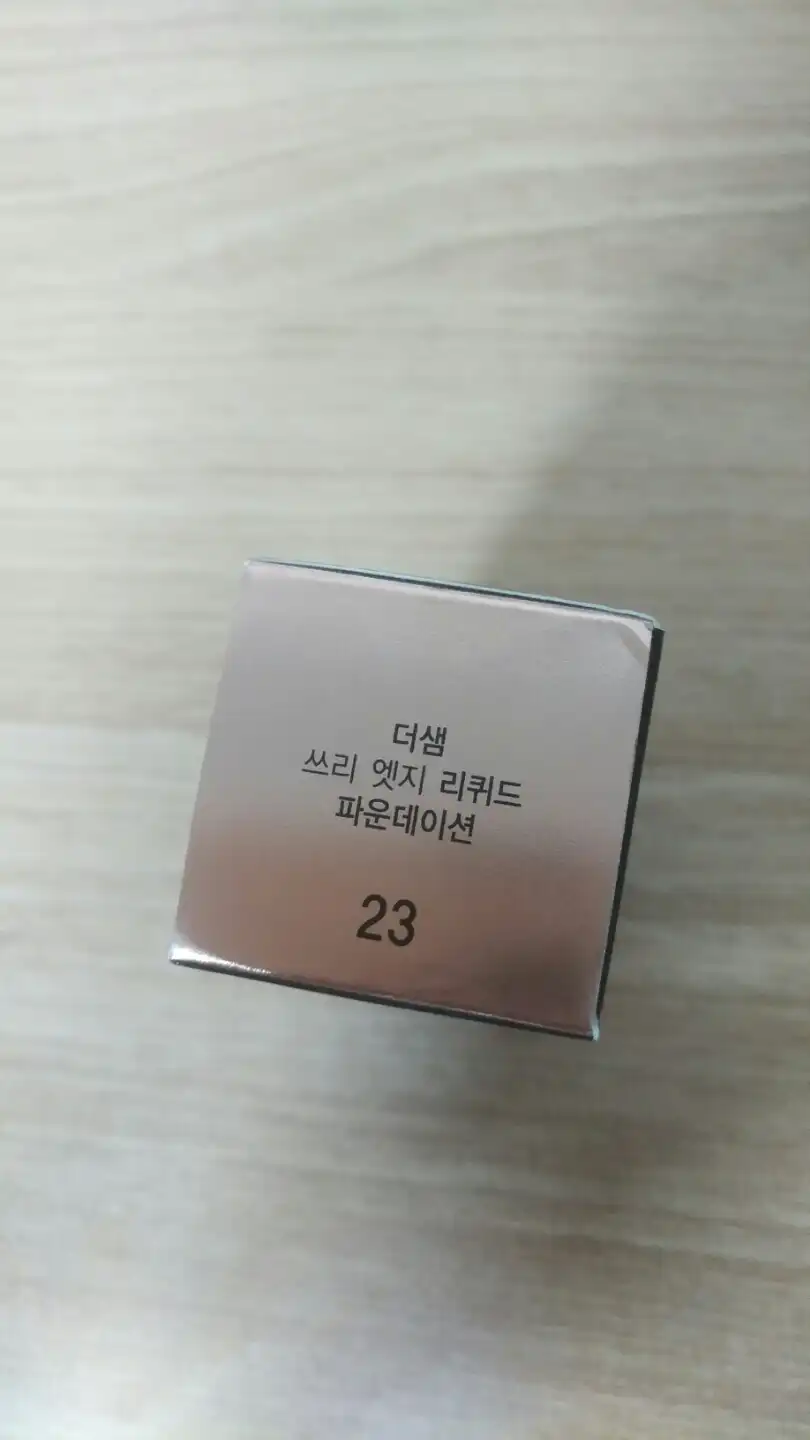 더샘
쓰리 엣지 리퀴드
파운데이션
23